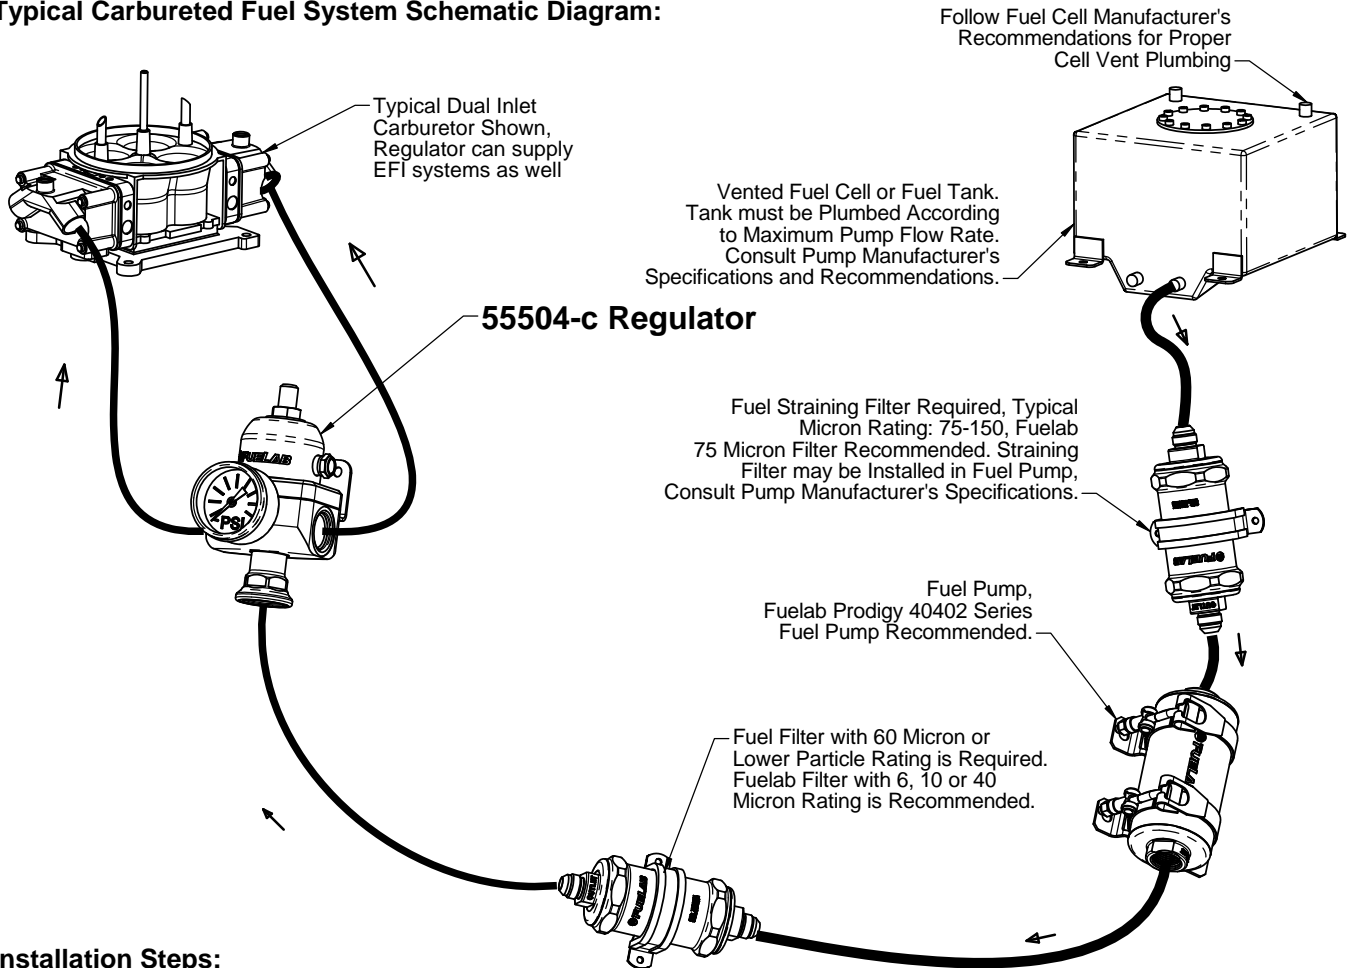 Typical Carbureted Fuel System Schematic Diagram:
Follow Fuel Cell Manufacturer's
Recommendations for Proper
Cell Vent Plumbing
Typical Dual Inlet
Carburetor Shown,
Regulator can supply
EFI systems as well
Vented Fuel Cell or Fuel Tank.
Tank must be Plumbed According
to Maximum Pump Flow Rate.
Consult Pump Manufacturer's
Specifications and Recommendations.
55504-c Regulator
FUELAB
PSI
Fuel Straining Filter Required, Typical
Micron Rating: 75-150, Fuelab
75 Micron Filter Recommended. Straining
Filter may be Installed in Fuel Pump,
Consult Pump Manufacturer's Specifications.
FUELAB
OUTLET
Fuel Pump,
Fuelab Prodigy 40402 Series
Fuel Pump Recommended.
FUELAB
Fuel Filter with 60 Micron or
Lower Particle Rating is Required.
Fuelab Filter with 6, 10 or 40
Micron Rating is Recommended.
OUTLET
FUELAB
Installation Steps: